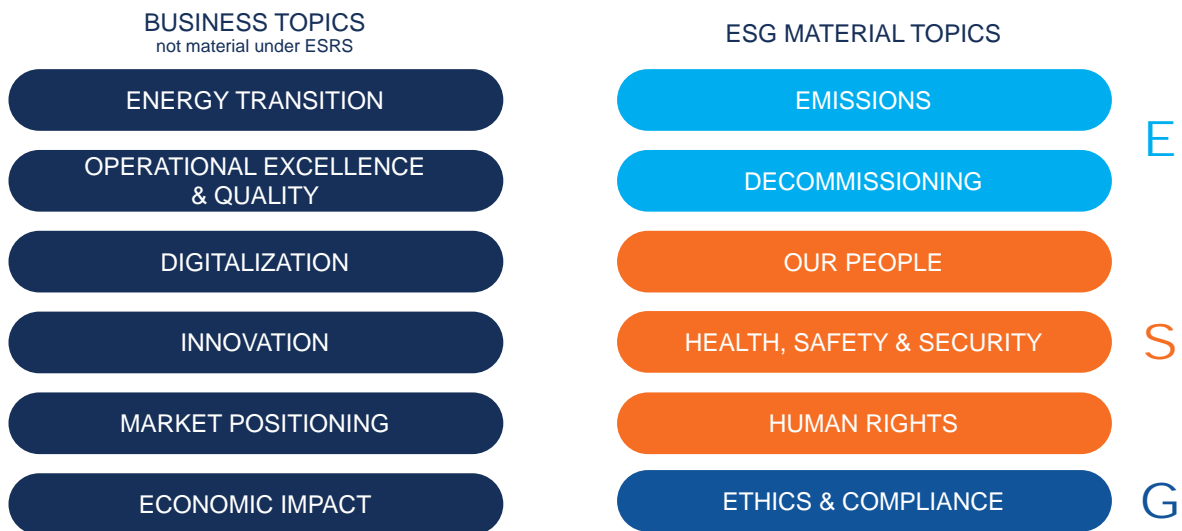 BUSINESS TOPICS
not material under ESRS
ENERGY TRANSITION
OPERATIONAL EXCELLENCE
& QUALITY
DIGITALIZATION
INNOVATION
MARKET POSITIONING
ECONOMIC IMPACT
ESG MATERIAL TOPICS
EMISSIONS
DECOMMISSIONING
E
OUR PEOPLE
HEALTH, SAFETY & SECURITY
HUMAN RIGHTS
S
ETHICS & COMPLIANCE
G